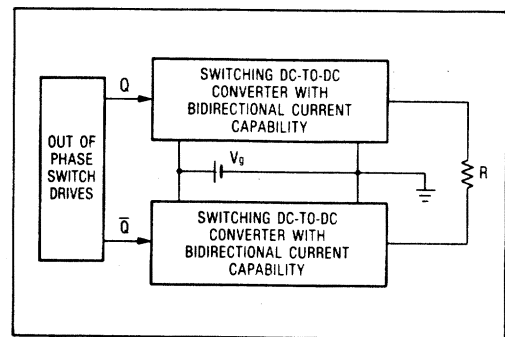 SWITCHING DC-TO-DC
CONVERTER WITH
BIDIRECTIONAL CURRENT
CAPABILITY
Q
OUT OF
PHASE
SWITCH
DRIVES
Vg
R
Q̅
SWITCHING DC-TO-DC
CONVERTER WITH
BIDIRECTIONAL CURRENT
CAPABILITY